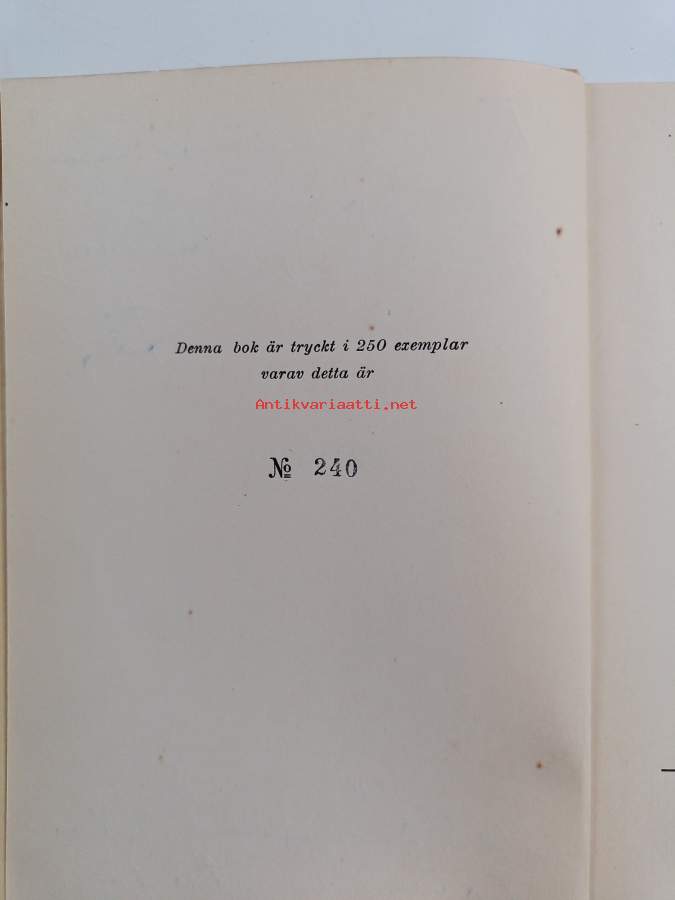 Denna bok är tryckt i 250 exemplar
varav detta är
Antikvariaatti.net
№ 240